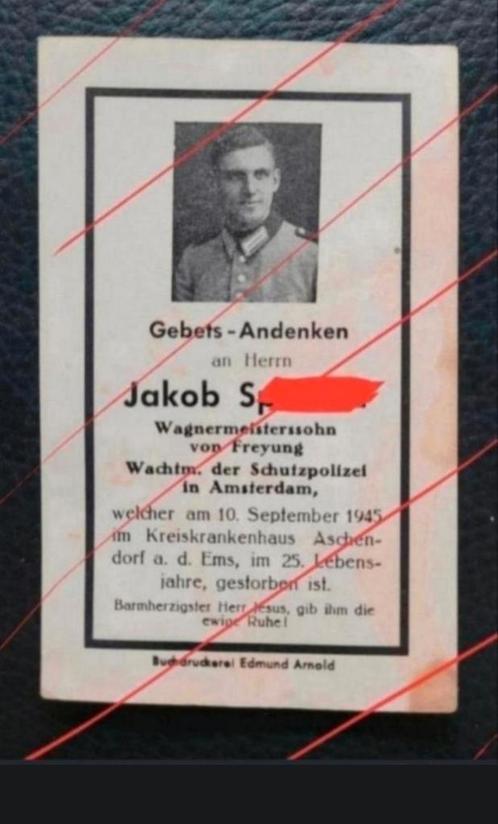 Gebets-Andenken
an Herrn
Jakob Sp
Wagnermeisterssohn
von Freyung
Wachtm. der Schutzpolizei
in Amsterdam,
welcher am 10. September 1945
im Kreiskrankenhaus Aschen-
dorf a. d. Ems, im 25. Lebens-
jahre, gestorben ist.
Barmherzigster Herr Jesus, gib ihm die
ewige Ruhe!
Buchdruckerei Edmund Arnold